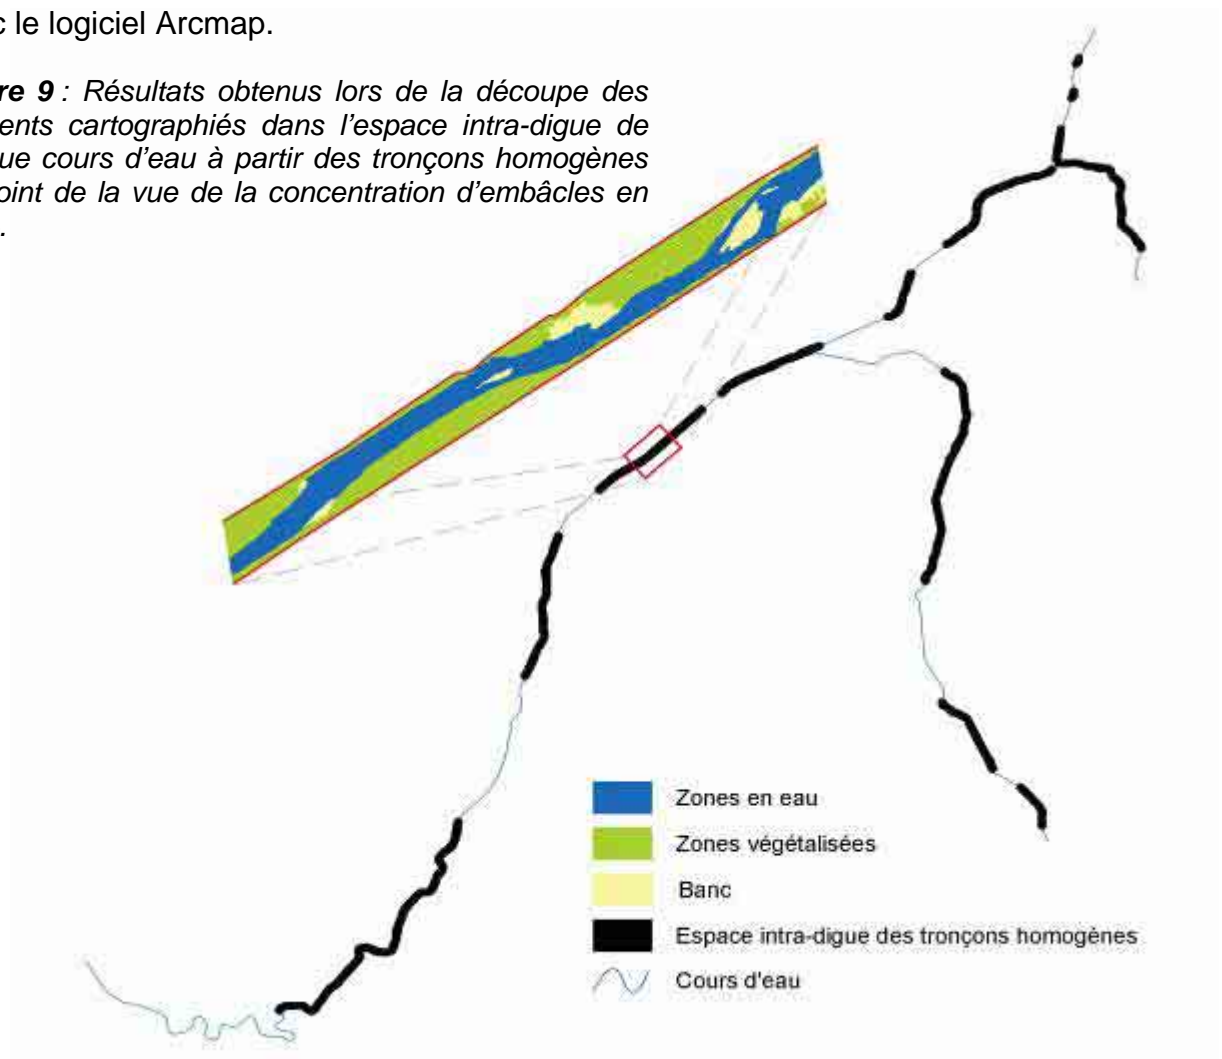 c le logiciel Arcmap.
re 9 : Résultats obtenus lors de la découpe des
ents cartographiés dans l'espace intra-digue de
ue cours d'eau à partir des tronçons homogènes
oint de la vue de la concentration d'embâcles en
.
Zones en eau
Zones végétalisées
Banc
Espace intra-digue des tronçons homogènes
Cours d'eau